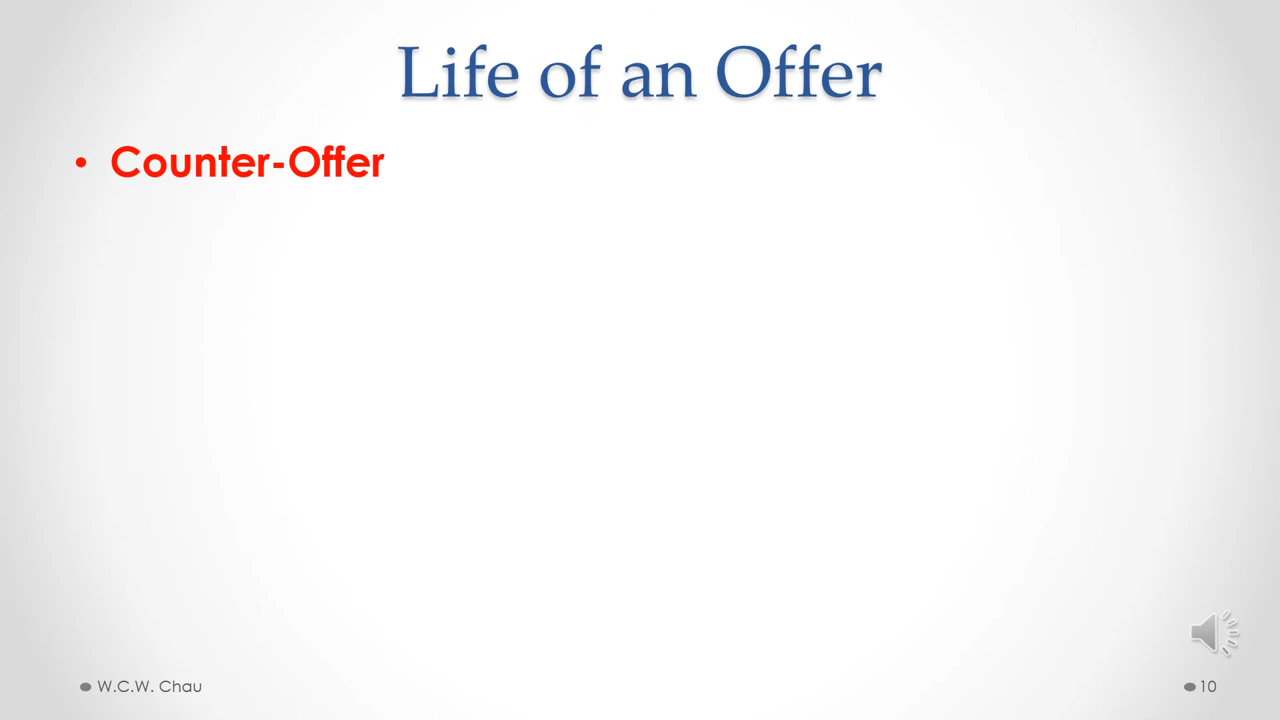 Life of an Offer
• Counter-Offer
W.C.W. Chau
10